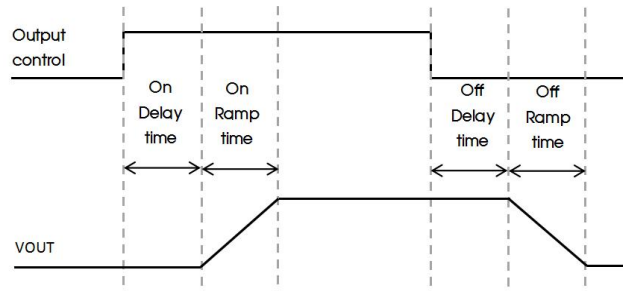 Output
control
On
Delay
time
On
Ramp
time
Off
Delay
time
Off
Ramp
time
VOUT